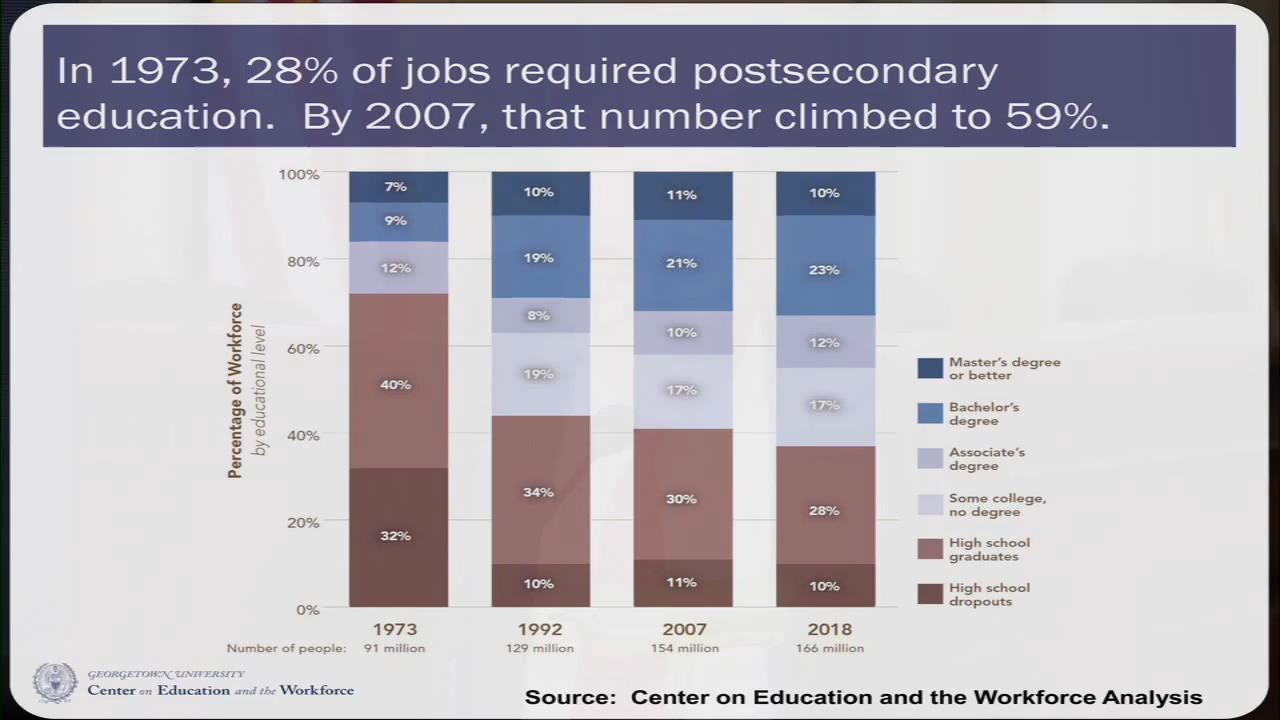 In 1973, 28% of jobs required postsecondary
education. By 2007, that number climbed to 59%.
Percentage of Workforce
by educational level
100%
80%
60%
40%
20%
0%
7%
9%
12%
40%
32%
10%
19%
8%
19%
34%
10%
11%
21%
10%
17%
30%
11%
10%
23%
12%
17%
28%
10%
1973
1992
2007
2018
Number of people:
91 million
129 million
154 million
166 million
Master's degree
or better
Bachelor's
degree
Associate's
degree
Some college,
no degree
High school
graduates
High school
dropouts
GEORGETOWN UNIVERSITY
Center on Education and the Workforce
Source: Center on Education and the Workforce Analysis